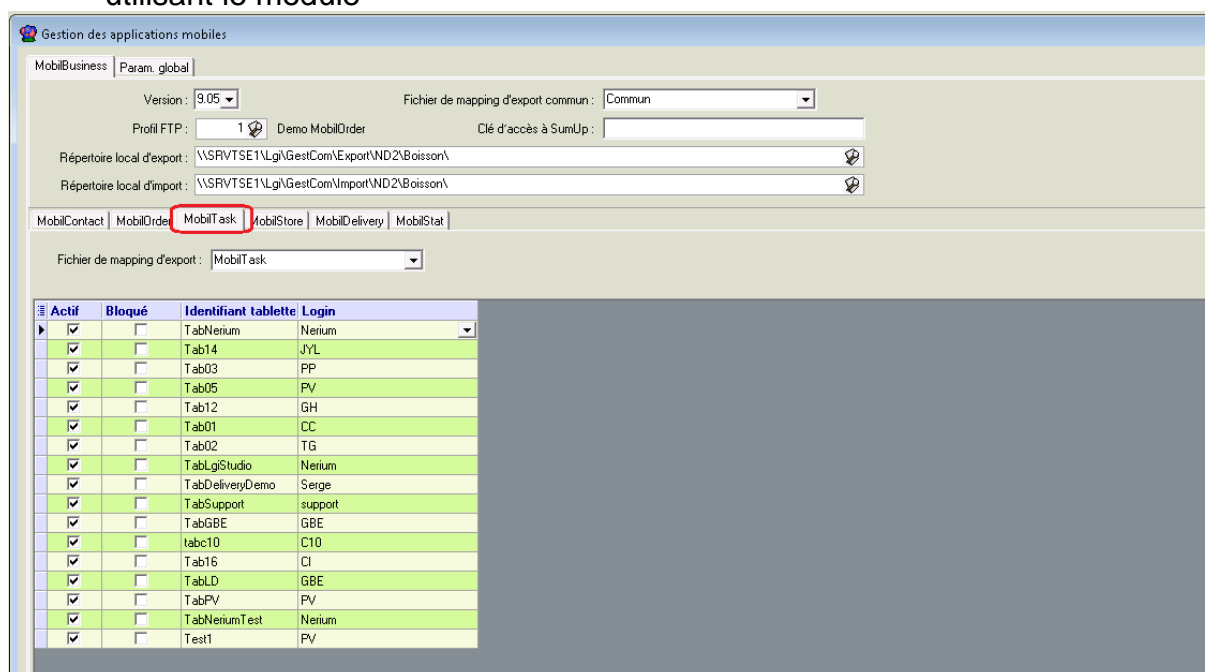 utilisant le module
Gestion des applications mobiles
MobilBusiness Param. global
Version : 9.05 Fichier de mapping d'export commun : Commun
Profil FTP : 1 Demo MobilOrder Clé d'accès à SumUp :
Répertoire local d'export : \\SRVTSE1\Lgi\GestCom\Export\ND2\Boisson\
Répertoire local d'import : \\SRVTSE1\Lgi\GestCom\Import\ND2\Boisson\
MobilContact MobilOrder MobilTask MobilStore MobilDelivery MobilStat
Fichier de mapping d'export : MobilTask
Actif Bloqué Identifiant tablette Login
TabNerium Nerium
Tab14 JYL
Tab03 PP
Tab05 PV
Tab12 GH
Tab01 CC
Tab02 TG
TabLgiStudio Nerium
TabDeliveryDemo Serge
TabSupport support
TabGBE GBE
tabc10 C10
Tab16 CI
TabLD GBE
TabPV PV
TabNeriumTest Nerium
Test1 PV